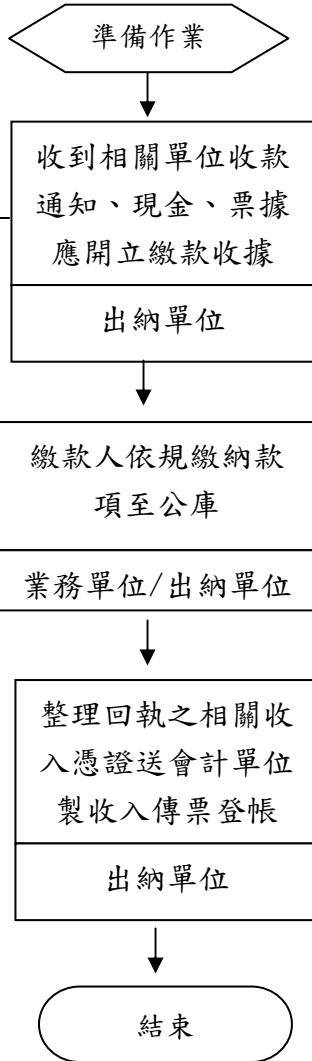 準備作業
收到相關單位收款
通知、現金、票據
應開立繳款收據
出納單位
繳款人依規繳納款
項至公庫
業務單位/出納單位
整理回執之相關收
入憑證送會計單位
製收入傳票登帳
出納單位
結束